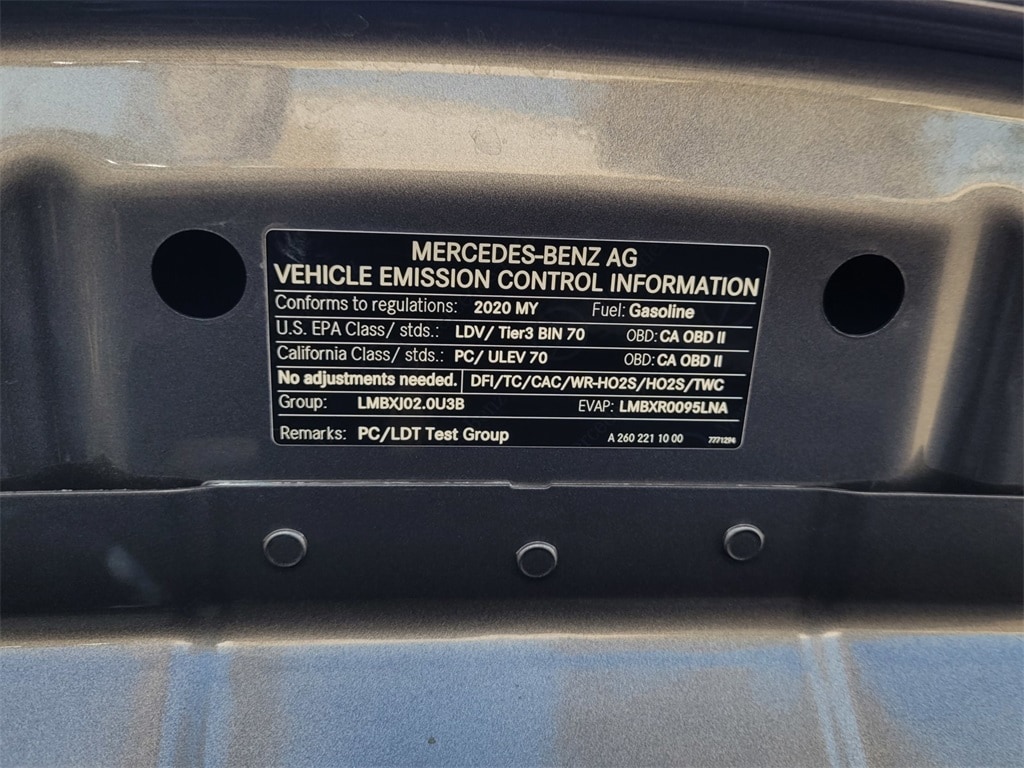 MERCEDES-BENZ AG
VEHICLE EMISSION CONTROL INFORMATION
Conforms to regulations: 2020 MY Fuel: Gasoline
U.S. EPA Class/ stds.: LDV/ Tier3 BIN 70 OBD: CA OBD II
California Class/ stds.: PC/ ULEV 70 OBD: CA OBD II
No adjustments needed. DFI/TC/CAC/WR-HO2S/HO2S/TWC
Group: LMBXJ02.0U3B EVAP: LMBXR0095LNA
Remarks: PC/LDT Test Group A 260 221 10 00 7771294